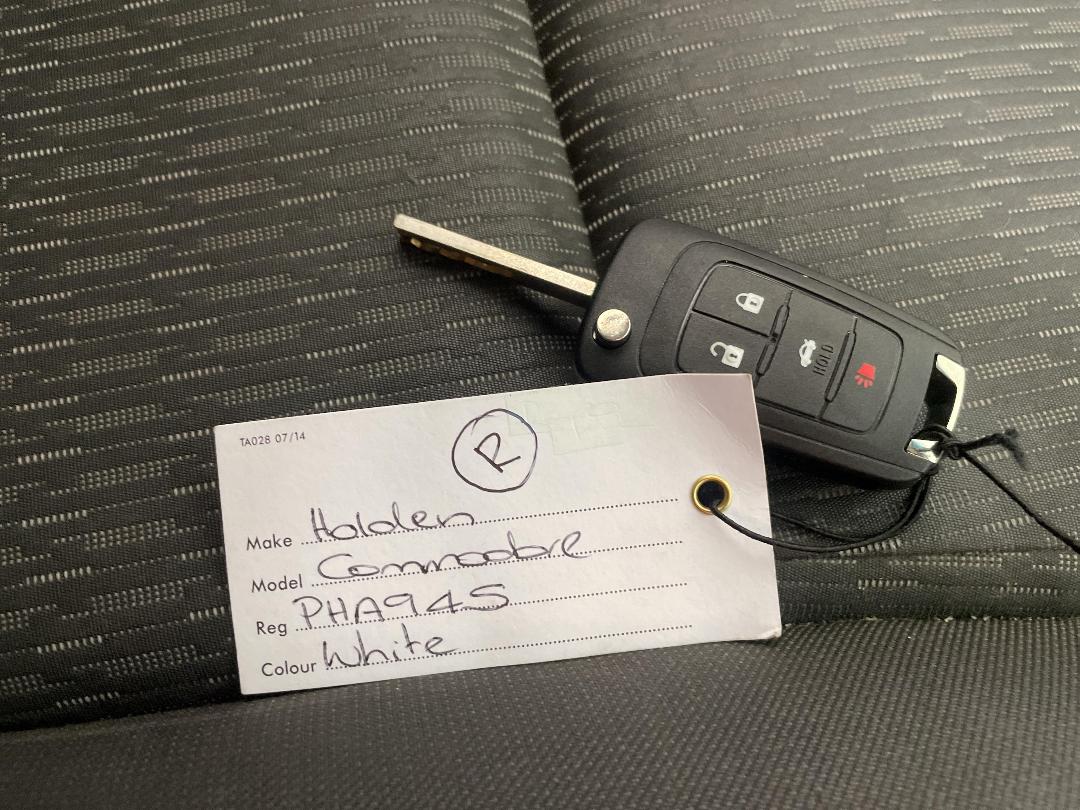 TA028 07/14
R
Make Holden
Model Commodore
Reg PHA945
Colour White
HOLD